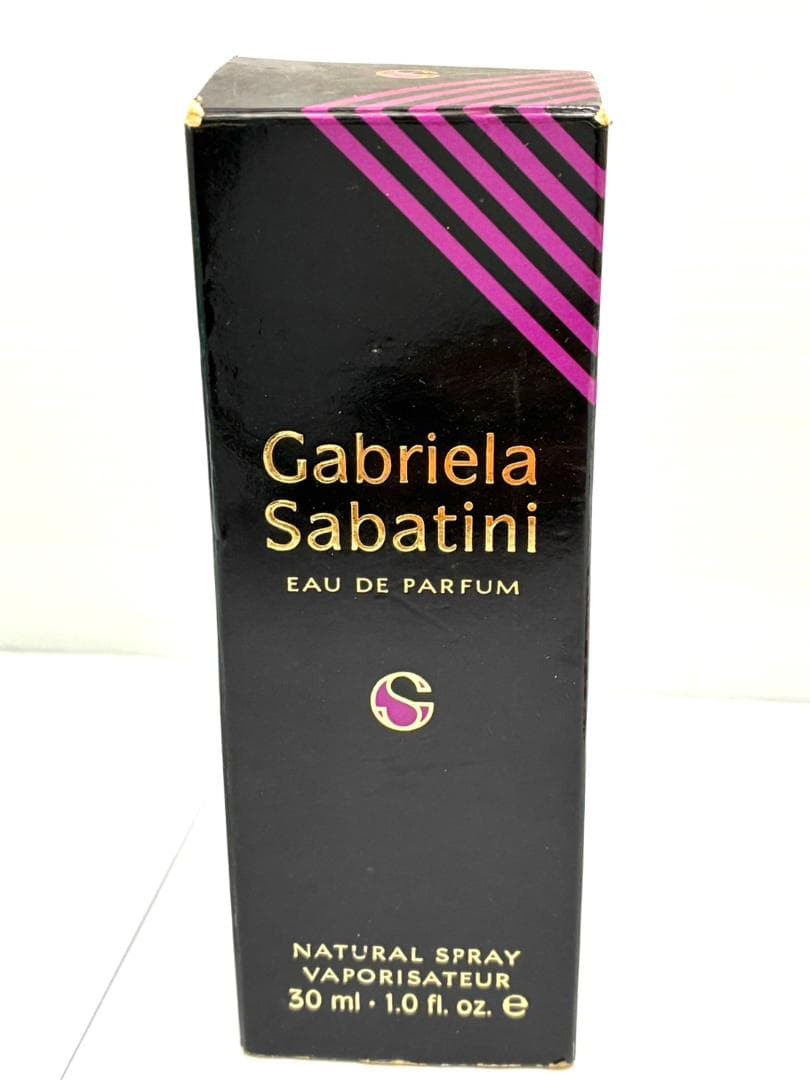 Gabriela
Sabatini
EAU DE PARFUM
NATURAL SPRAY
VAPORISATEUR
30 ml · 1.0 fl. oz. ℮